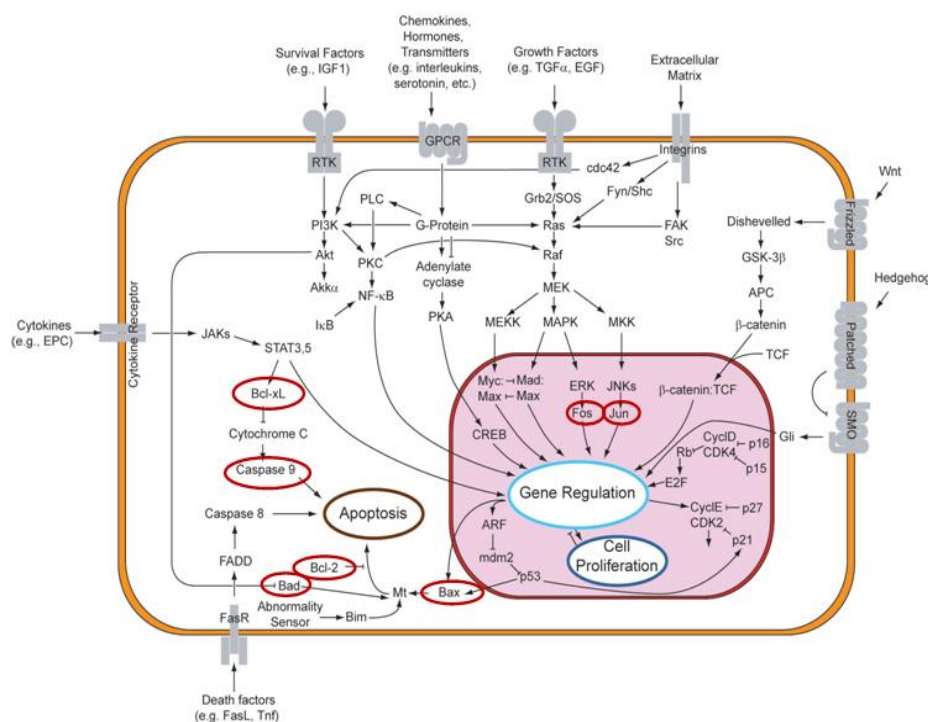 Chemokines,
Hormones,
Transmitters
(e.g. interleukins,
serotonin, etc.)
Survival Factors
(e.g., IGF1)
Growth Factors
(e.g. TGFα, EGF)
Extracellular
Matrix
RTK
GPCR
RTK
Integrins
cdc42
Wnt
Frizzled
PLC
Grb2/SOS
Fyn/Shc
PI3K
G-Protein
Ras
FAK
Src
Dishevelled
Akt
PKC
Adenylate
cyclase
Raf
GSK-3β
Akkα
NF-κB
MEK
APC
Hedgehog
Patched
IκB
PKA
MEKK
MAPK
MKK
β-catenin
Cytokines
(e.g., EPC)
Cytokine Receptor
JAKs
STAT3,5
TCF
Bcl-xL
Myc:
Mad:
Max
Max
ERK
JNKs
β-catenin:TCF
Fos
Jun
SMO
Cytochrome C
CREB
Gli
CyclD
CDK4
p16
p15
Rb
Caspase 9
E2F
Gene Regulation
Caspase 8
Apoptosis
ARF
CyclE
CDK2
p27
p21
FADD
mdm2
Cell
Proliferation
Bcl-2
p53
Bad
Mt
Bax
Abnormality
Sensor
Bim
FasR
Death factors
(e.g. FasL, Tnf)